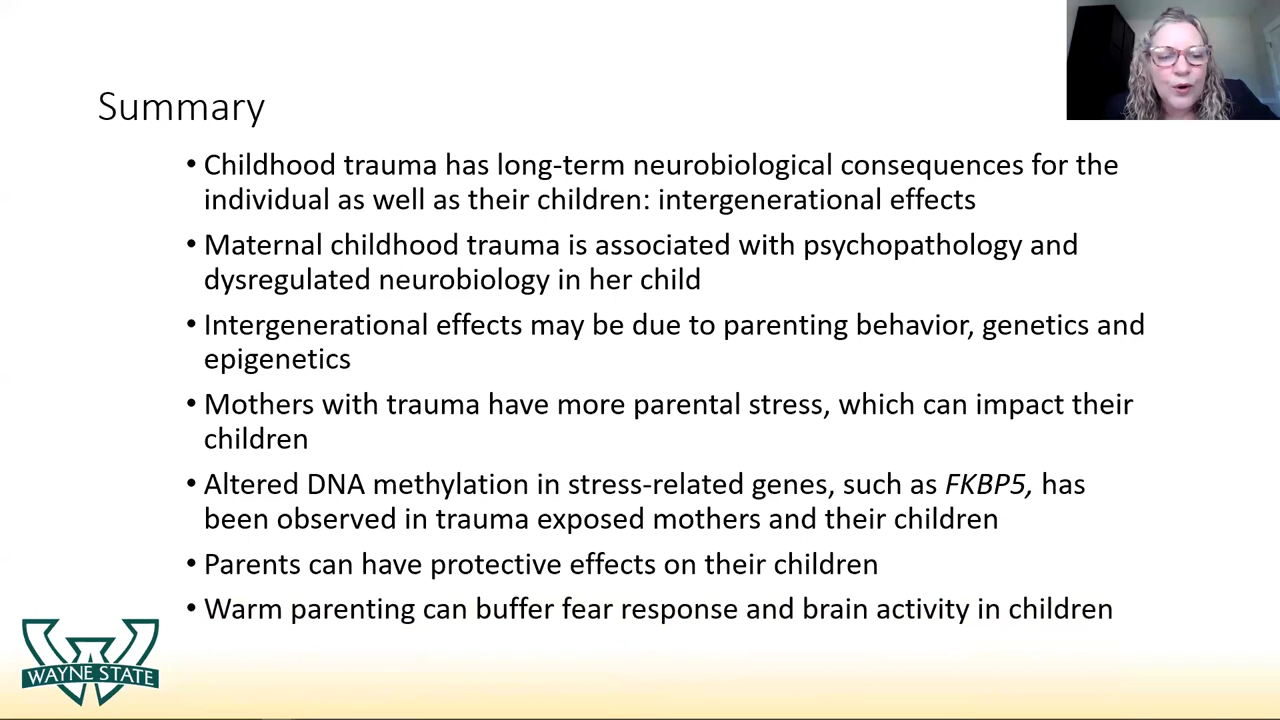 Summary
• Childhood trauma has long-term neurobiological consequences for the
individual as well as their children: intergenerational effects
• Maternal childhood trauma is associated with psychopathology and
dysregulated neurobiology in her child
• Intergenerational effects may be due to parenting behavior, genetics and
epigenetics
• Mothers with trauma have more parental stress, which can impact their
children
• Altered DNA methylation in stress-related genes, such as FKBP5, has
been observed in trauma exposed mothers and their children
• Parents can have protective effects on their children
• Warm parenting can buffer fear response and brain activity in children
WAYNE STATE